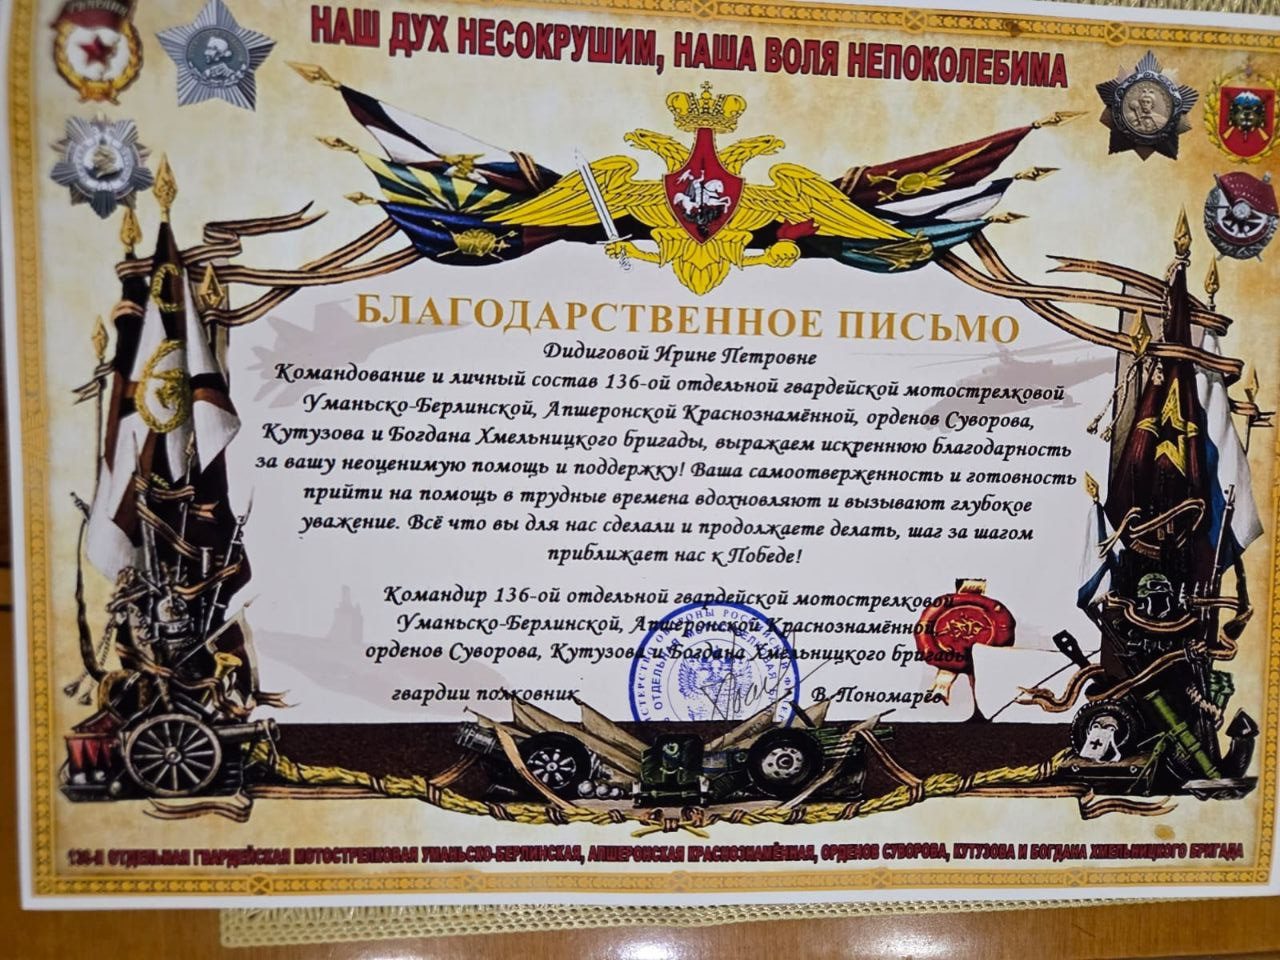 НАШ ДУХ НЕСОКРУШИМ, НАША ВОЛЯ НЕПОКОЛЕБИМА
БЛАГОДАРСТВЕННОЕ ПИСЬМО
Дидиговой Ирине Петровне
Командование и личный состав 136-ой отдельной гвардейской мотострелковой
Уманьско-Берлинской, Апшеронской Краснознамённой, орденов Суворова,
Кутузова и Богдана Хмельницкого бригады, выражаем искреннюю благодарность
за вашу неоценимую помощь и поддержку! Ваша самоотверженность и готовность
прийти на помощь в трудные времена вдохновляют и вызывают глубокое
уважение. Всё что вы для нас сделали и продолжаете делать, шаг за шагом
приближает нас к Победе!
Командир 136-ой отдельной гвардейской мотострелковой
Уманьско-Берлинской, Апшеронской Краснознамённой,
орденов Суворова, Кутузова и Богдана Хмельницкого бригады
гвардии полковник В. Пономарёв
136-Я ОТДЕЛЬНАЯ ГВАРДЕЙСКАЯ МОТОСТРЕЛКОВАЯ УМАНЬСКО-БЕРЛИНСКАЯ, АПШЕРОНСКАЯ КРАСНОЗНАМЁННАЯ, ОРДЕНОВ СУВОРОВА, КУТУЗОВА И БОГДАНА ХМЕЛЬНИЦКОГО БРИГАДА